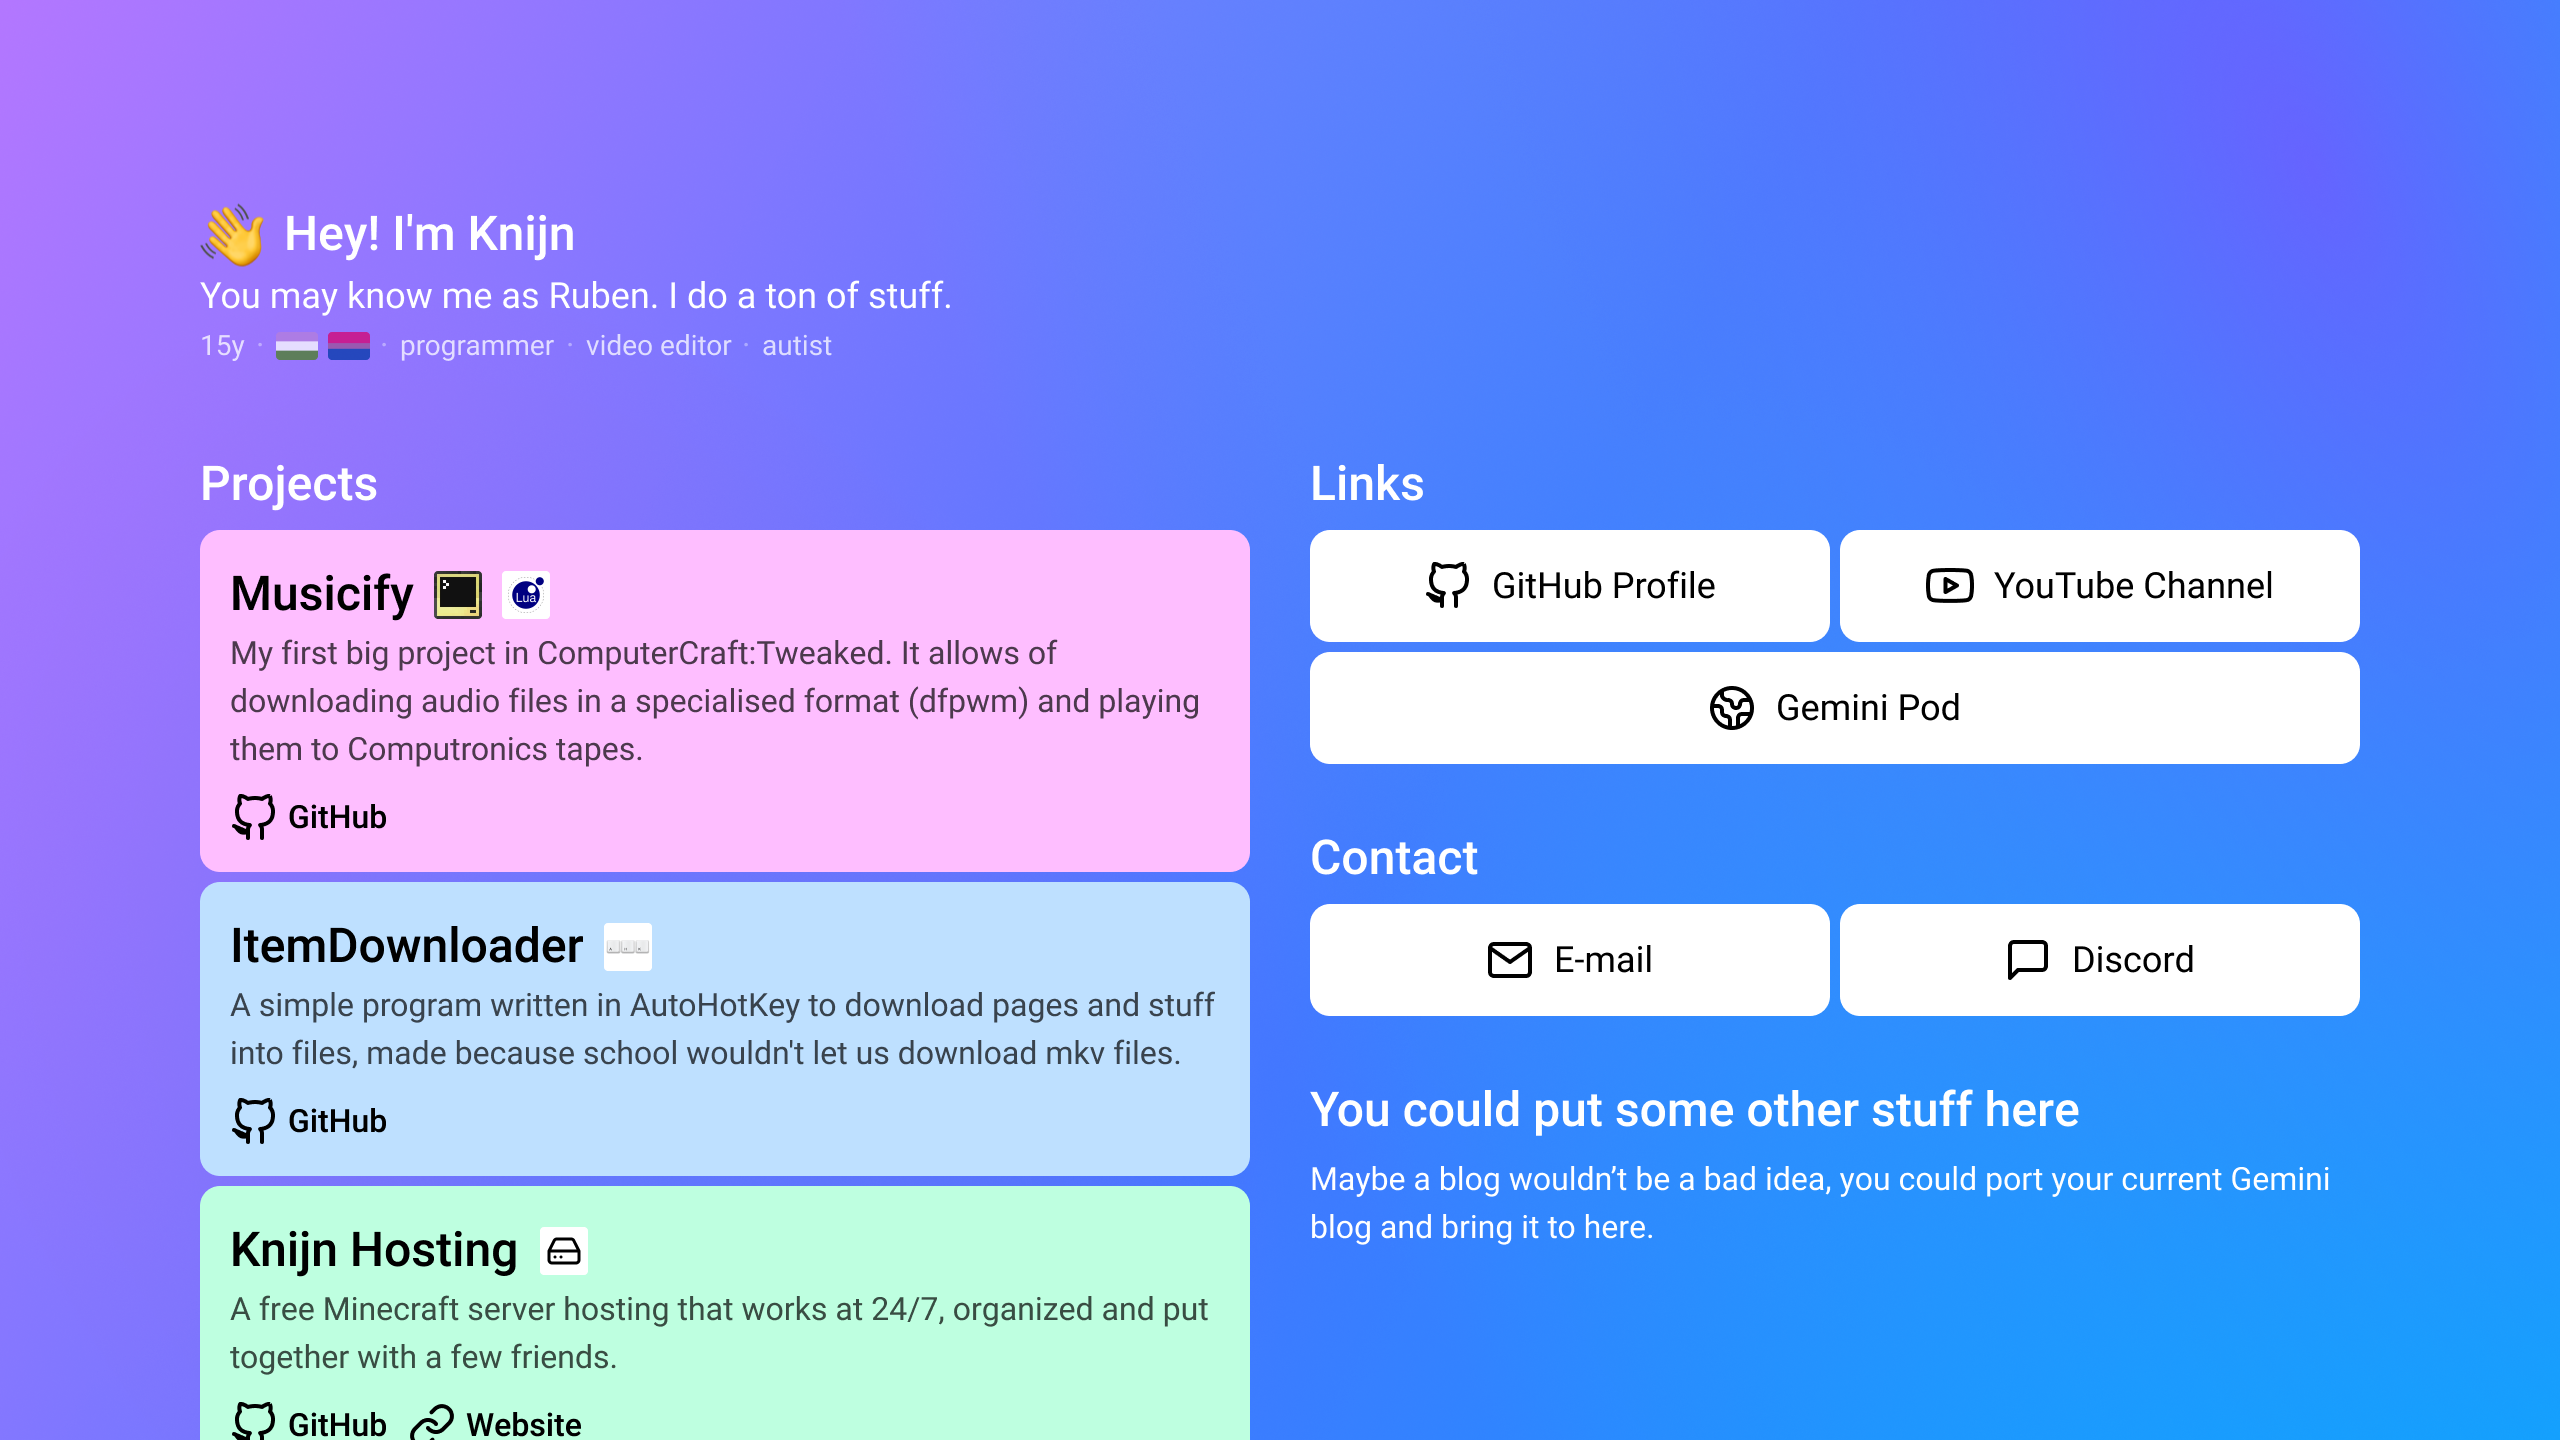 Hey! I'm Knijn
You may know me as Ruben. I do a ton of stuff.
15y · · programmer · video editor · autist
Projects
Musicify
Lua
My first big project in ComputerCraft:Tweaked. It allows of
downloading audio files in a specialised format (dfpwm) and playing
them to Computronics tapes.
GitHub
ItemDownloader
A simple program written in AutoHotKey to download pages and stuff
into files, made because school wouldn't let us download mkv files.
GitHub
Knijn Hosting
A free Minecraft server hosting that works at 24/7, organized and put
together with a few friends.
GitHub Website
Links
GitHub Profile
YouTube Channel
Gemini Pod
Contact
E-mail
Discord
You could put some other stuff here
Maybe a blog wouldn’t be a bad idea, you could port your current Gemini
blog and bring it to here.